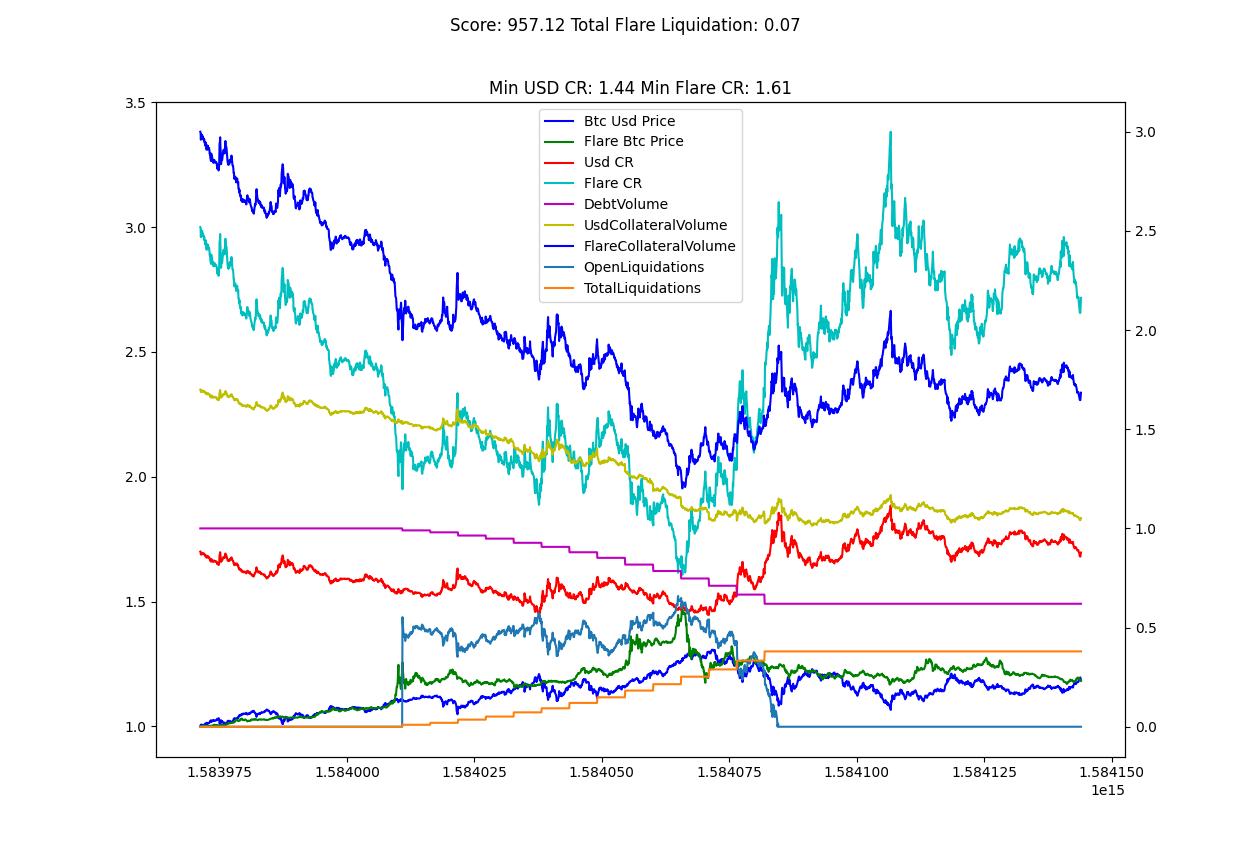 Score: 957.12 Total Flare Liquidation: 0.07
Min USD CR: 1.44 Min Flare CR: 1.61
3.5
3.0
2.5
2.0
1.5
1.0
Btc Usd Price
Flare Btc Price
Usd CR
Flare CR
DebtVolume
UsdCollateralVolume
FlareCollateralVolume
OpenLiquidations
TotalLiquidations
3.0
2.5
2.0
1.5
1.0
0.5
0.0
1.583975 1.584000 1.584025 1.584050 1.584075 1.584100 1.584125 1.584150
1e15